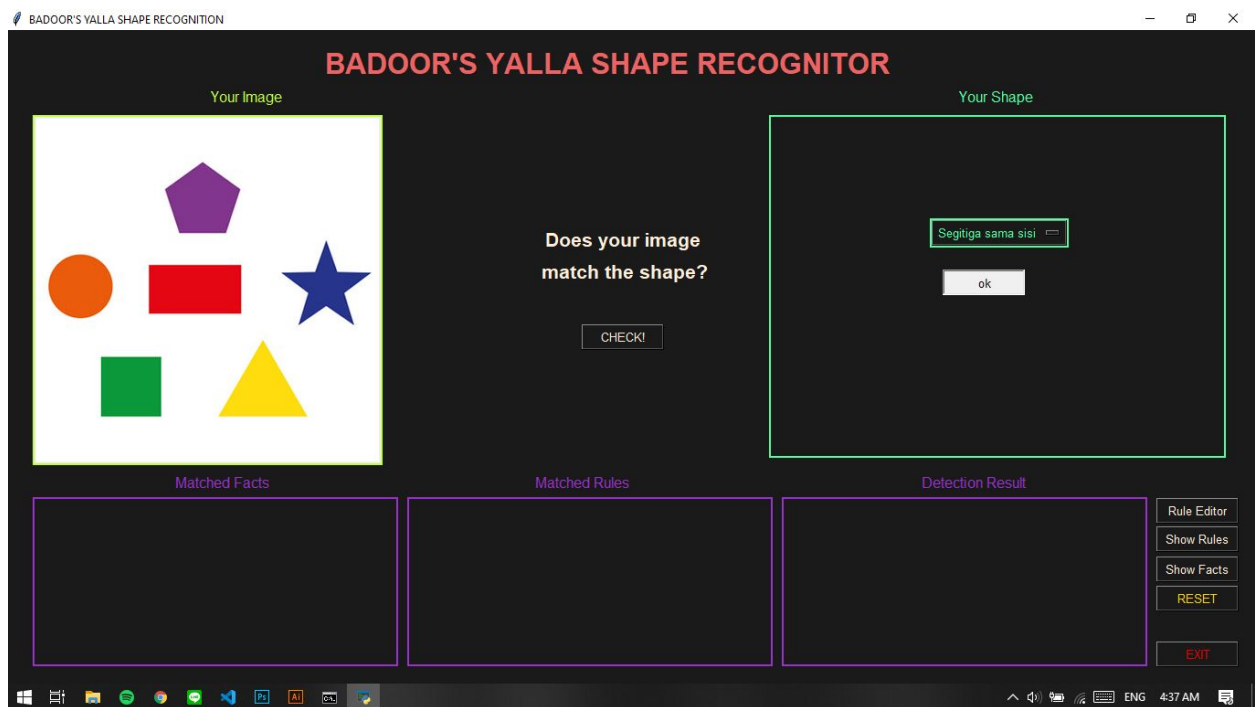 BADOOR'S YALLA SHAPE RECOGNITION
BADOOR'S YALLA SHAPE RECOGNITOR
Your Image
Your Shape
Does your image
match the shape?
CHECK!
Segitiga sama sisi
ok
Matched Facts
Matched Rules
Detection Result
Rule Editor
Show Rules
Show Facts
RESET
EXIT
Ps
Ai
ENG
4:37 AM